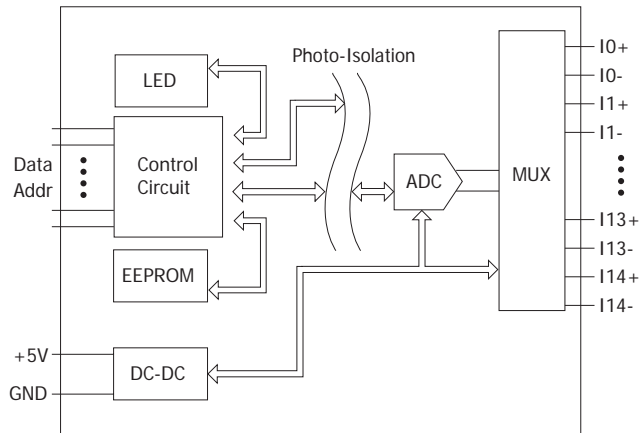 Photo-Isolation
LED
Control
Circuit
Data
Addr
EEPROM
+5V
GND
DC-DC
ADC
MUX
I0+
I0-
I1+
I1-
I13+
I13-
I14+
I14-